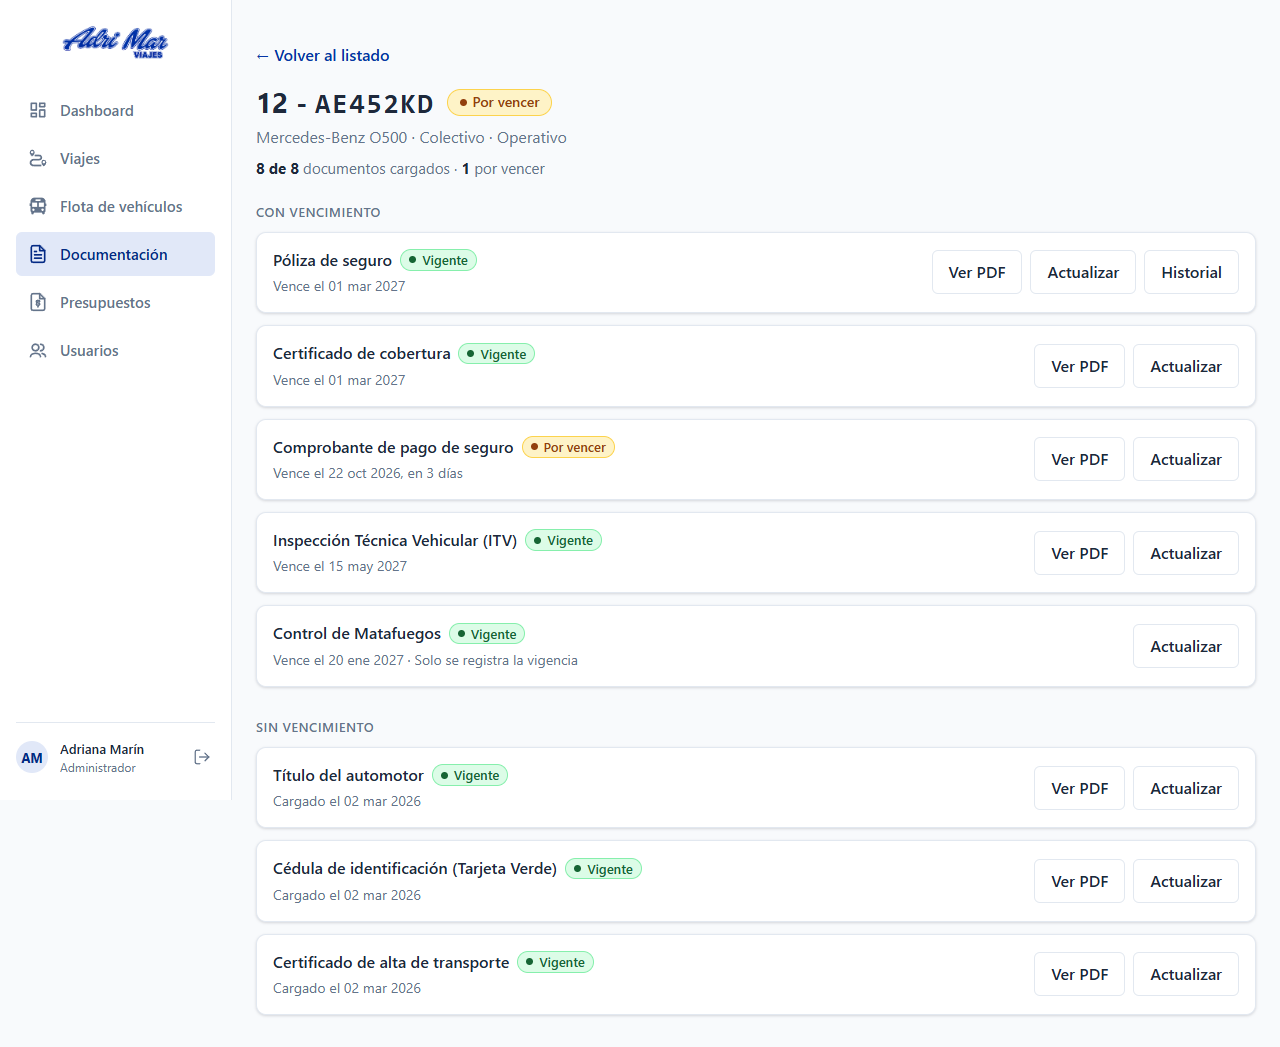 Adri Mar
VIAJES
Dashboard
Viajes
Flota de vehículos
Documentación
Presupuestos
Usuarios
AM
Adriana Marín
Administrador
← Volver al listado
12 - AE452KD
Por vencer
Mercedes-Benz O500 · Colectivo · Operativo
8 de 8 documentos cargados · 1 por vencer
CON VENCIMIENTO
Póliza de seguro
Vigente
Vence el 01 mar 2027
Ver PDF
Actualizar
Historial
Certificado de cobertura
Vigente
Vence el 01 mar 2027
Ver PDF
Actualizar
Comprobante de pago de seguro
Por vencer
Vence el 22 oct 2026, en 3 días
Ver PDF
Actualizar
Inspección Técnica Vehicular (ITV)
Vigente
Vence el 15 may 2027
Ver PDF
Actualizar
Control de Matafuegos
Vigente
Vence el 20 ene 2027 · Solo se registra la vigencia
Actualizar
SIN VENCIMIENTO
Título del automotor
Vigente
Cargado el 02 mar 2026
Ver PDF
Actualizar
Cédula de identificación (Tarjeta Verde)
Vigente
Cargado el 02 mar 2026
Ver PDF
Actualizar
Certificado de alta de transporte
Vigente
Cargado el 02 mar 2026
Ver PDF
Actualizar